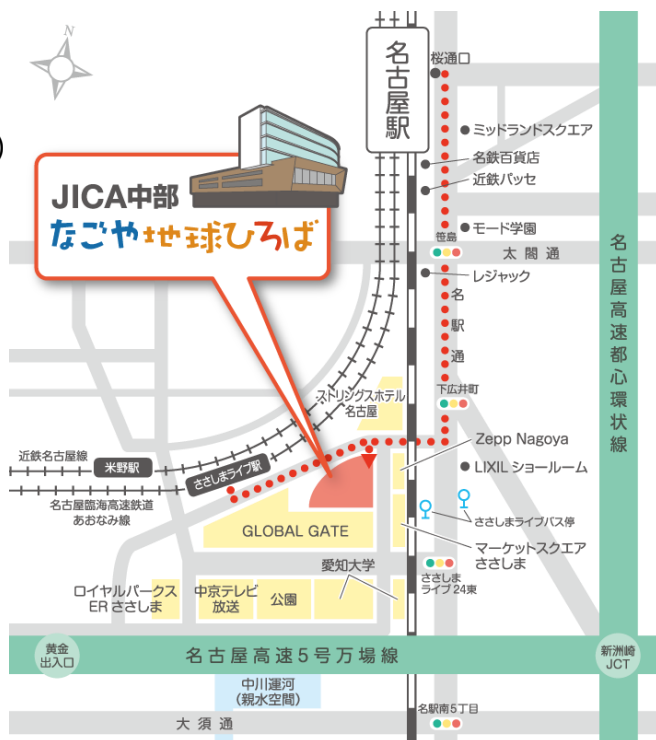 N
名古屋駅
桜通口
ミッドランドスクエア
名鉄百貨店
近鉄パッセ
JICA中部
なごや地球ひろば
モード学園
笹島
太閤通
レジャック
名駅通
名古屋高速都心環状線
ストリングスホテル
名古屋
下広井町
Zepp Nagoya
近鉄名古屋線
米野駅
ささしまライブ駅
LIXIL ショールーム
名古屋臨海高速鉄道
あおなみ線
GLOBAL GATE
ささしまライブバス停
マーケットスクエア
ささしま
愛知大学
ささしま
ライブ24東
ロイヤルパークス
ER ささしま
中京テレビ
放送
公園
黄金
出入口
名古屋高速5号万場線
新洲崎
JCT
中川運河
(親水空間)
名駅南5丁目
大須通